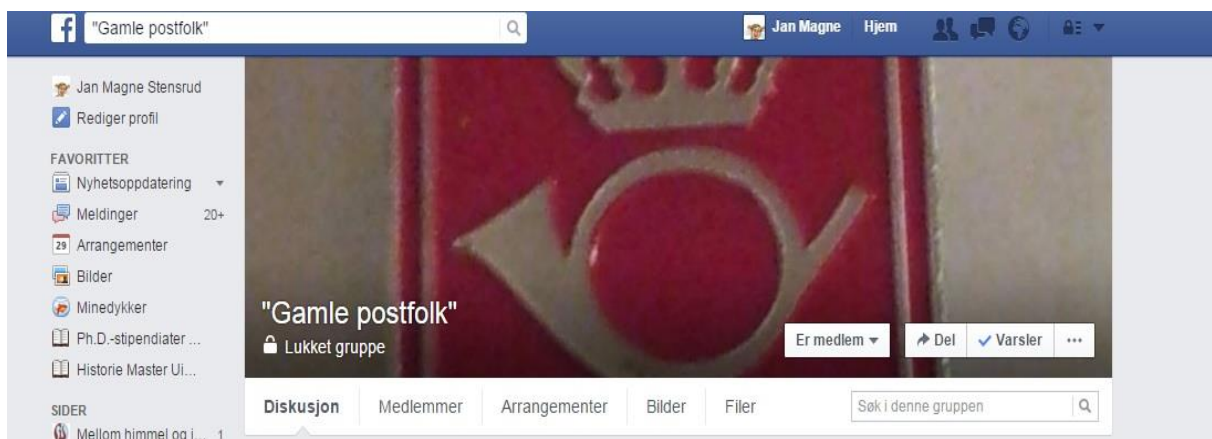 "Gamle postfolk"
Jan Magne Hjem
Jan Magne Stensrud
Rediger profil
FAVORITTER
Nyhetsoppdatering
Meldinger 20+
29 Arrangementer
Bilder
Minedykker
Ph.D.-stipendiater ...
Historie Master Ui...
SIDER
Mellom himmel og j... 1
"Gamle postfolk"
Lukket gruppe
Er medlem
Del
Varsler
Diskusjon Medlemmer Arrangementer Bilder Filer
Søk i denne gruppen